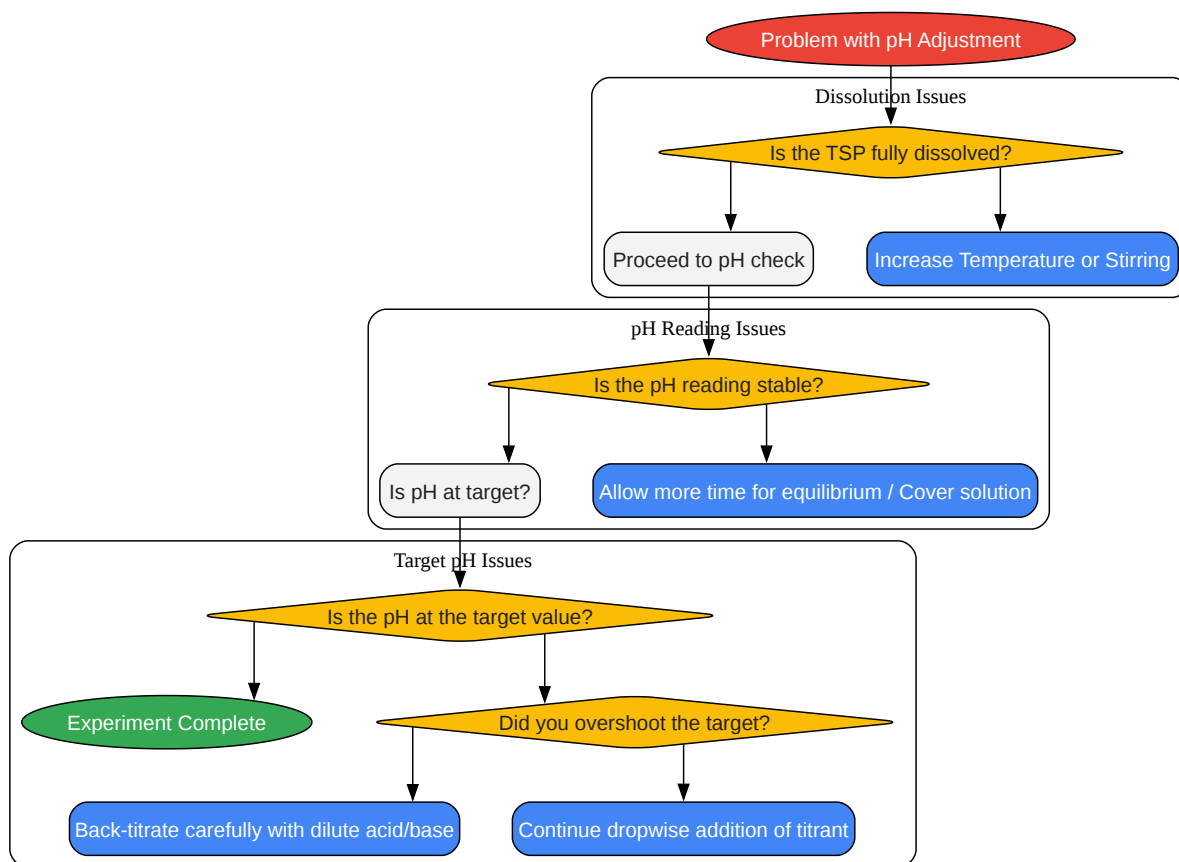 Problem with pH Adjustment
Dissolution Issues
Is the TSP fully dissolved?
Proceed to pH check
Increase Temperature or Stirring
pH Reading Issues
Is the pH reading stable?
Is pH at target?
Allow more time for equilibrium / Cover solution
Target pH Issues
Is the pH at the target value?
Experiment Complete
Did you overshoot the target?
Back-titrate carefully with dilute acid/base
Continue dropwise addition of titrant